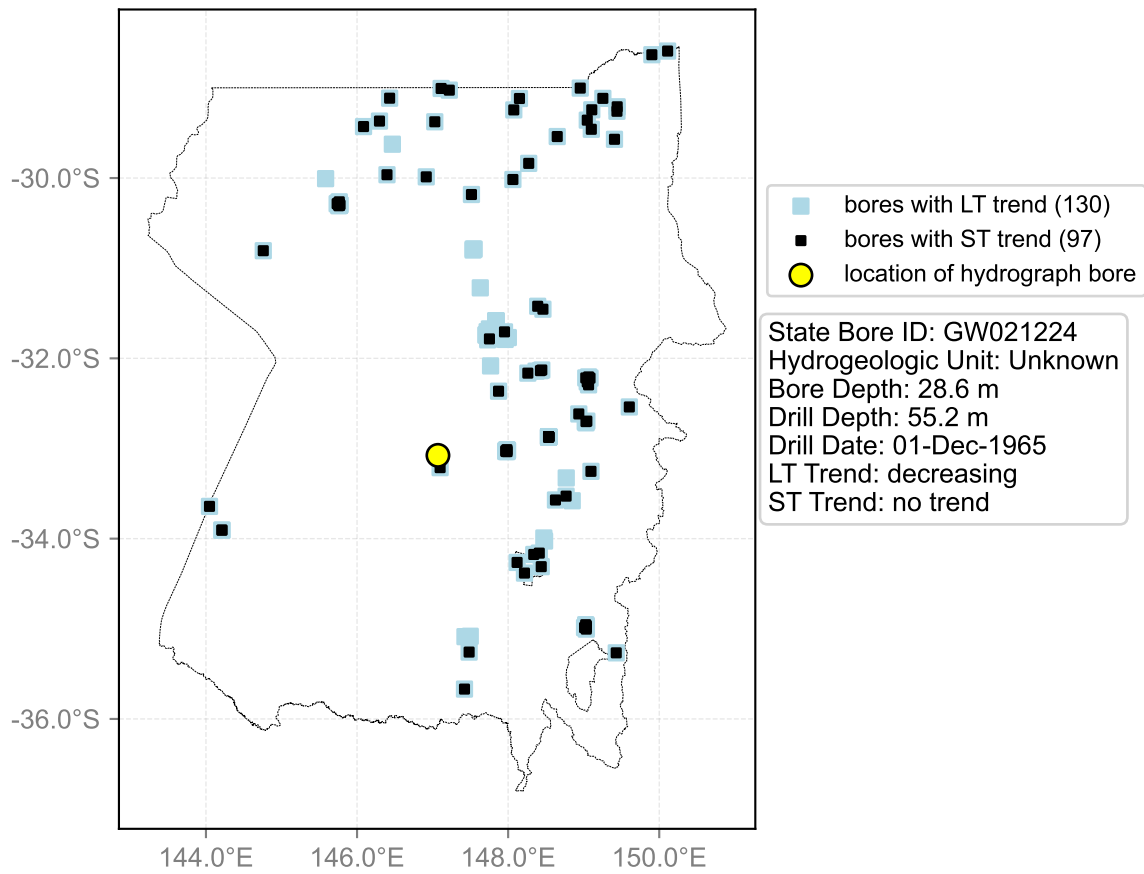 -30.0°S
-32.0°S
-34.0°S
-36.0°S
144.0°E
146.0°E
148.0°E
150.0°E
bores with LT trend (130)
bores with ST trend (97)
location of hydrograph bore
State Bore ID: GW021224
Hydrogeologic Unit: Unknown
Bore Depth: 28.6 m
Drill Depth: 55.2 m
Drill Date: 01-Dec-1965
LT Trend: decreasing
ST Trend: no trend